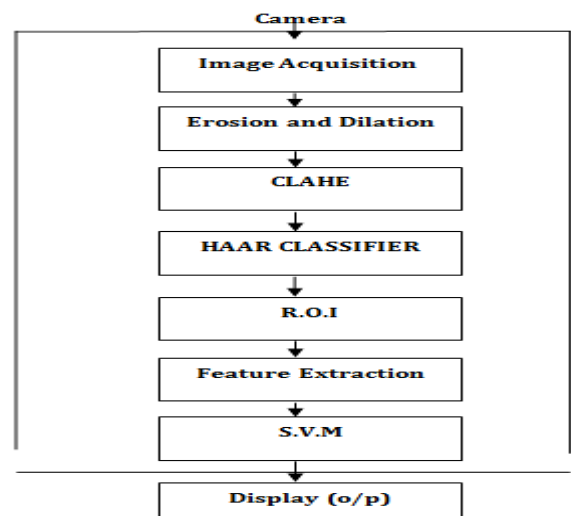 Camera
Image Acquisition
Erosion and Dilation
CLAHE
HAAR CLASSIFIER
R.O.I
Feature Extraction
S.V.M
Display (o/p)